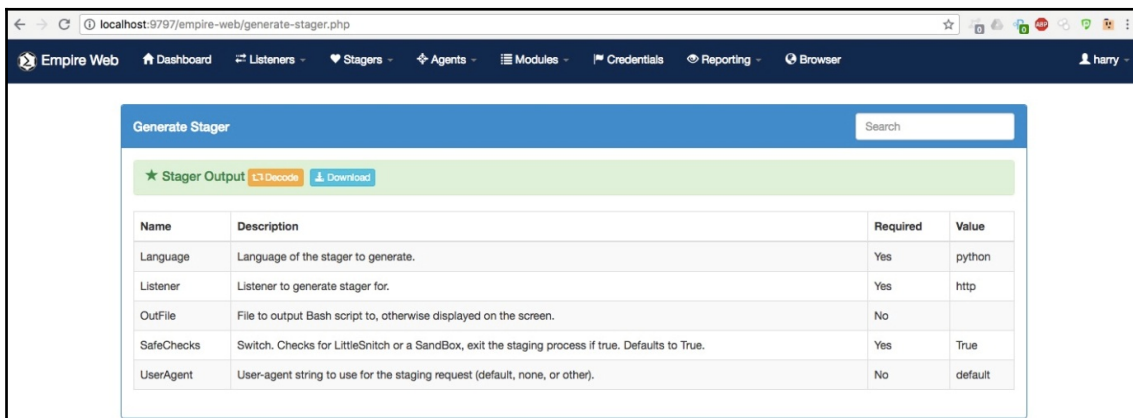 localhost:9797/empire-web/generate-stager.php
Empire Web Dashboard Listeners Stagers Agents Modules Credentials Reporting Browser harry
Generate Stager Search
Stager Output Decode Download
Name Description Required Value
Language Language of the stager to generate. Yes python
Listener Listener to generate stager for. Yes http
OutFile File to output Bash script to, otherwise displayed on the screen. No
SafeChecks Switch. Checks for LittleSnitch or a SandBox, exit the staging process if true. Defaults to True. Yes True
UserAgent User-agent string to use for the staging request (default, none, or other). No default